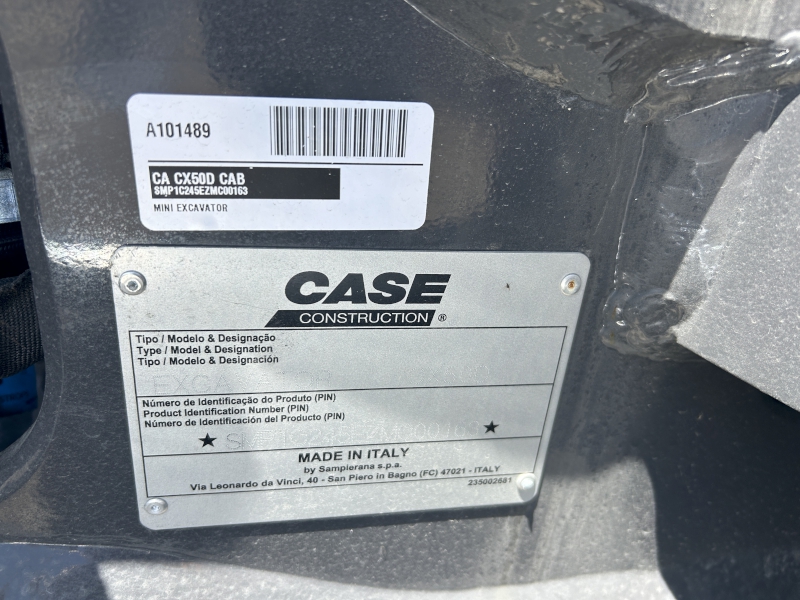 A101489
CA CX50D CAB
SMP1C245EZMC00163
MINI EXCAVATOR
CASE
CONSTRUCTION ®
Tipo / Modelo & Designação
Type / Model & Designation
Tipo / Modelo & Designación
Número de Identificação do Produto (PIN)
Product Identification Number (PIN)
Número de Identificación del Producto (PIN)
★ ★
MADE IN ITALY
by Sampierana s.p.a.
Via Leonardo da Vinci, 40 - San Piero in Bagno (FC) 47021 - ITALY
235002681